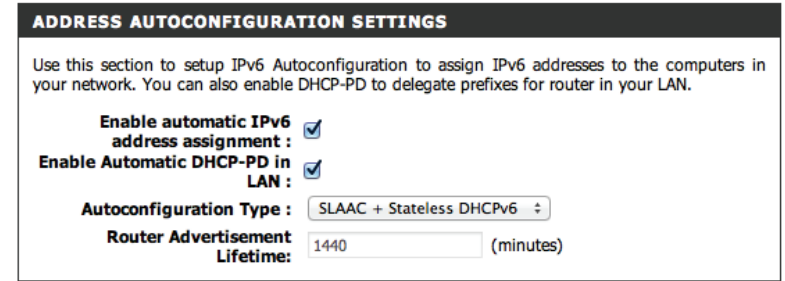 ADDRESS AUTOCONFIGURATION SETTINGS
Use this section to setup IPv6 Autoconfiguration to assign IPv6 addresses to the computers in
your network. You can also enable DHCP-PD to delegate prefixes for router in your LAN.
Enable automatic IPv6
address assignment :
Enable Automatic DHCP-PD in
LAN :
Autoconfiguration Type : SLAAC + Stateless DHCPv6
Router Advertisement
Lifetime: 1440 (minutes)